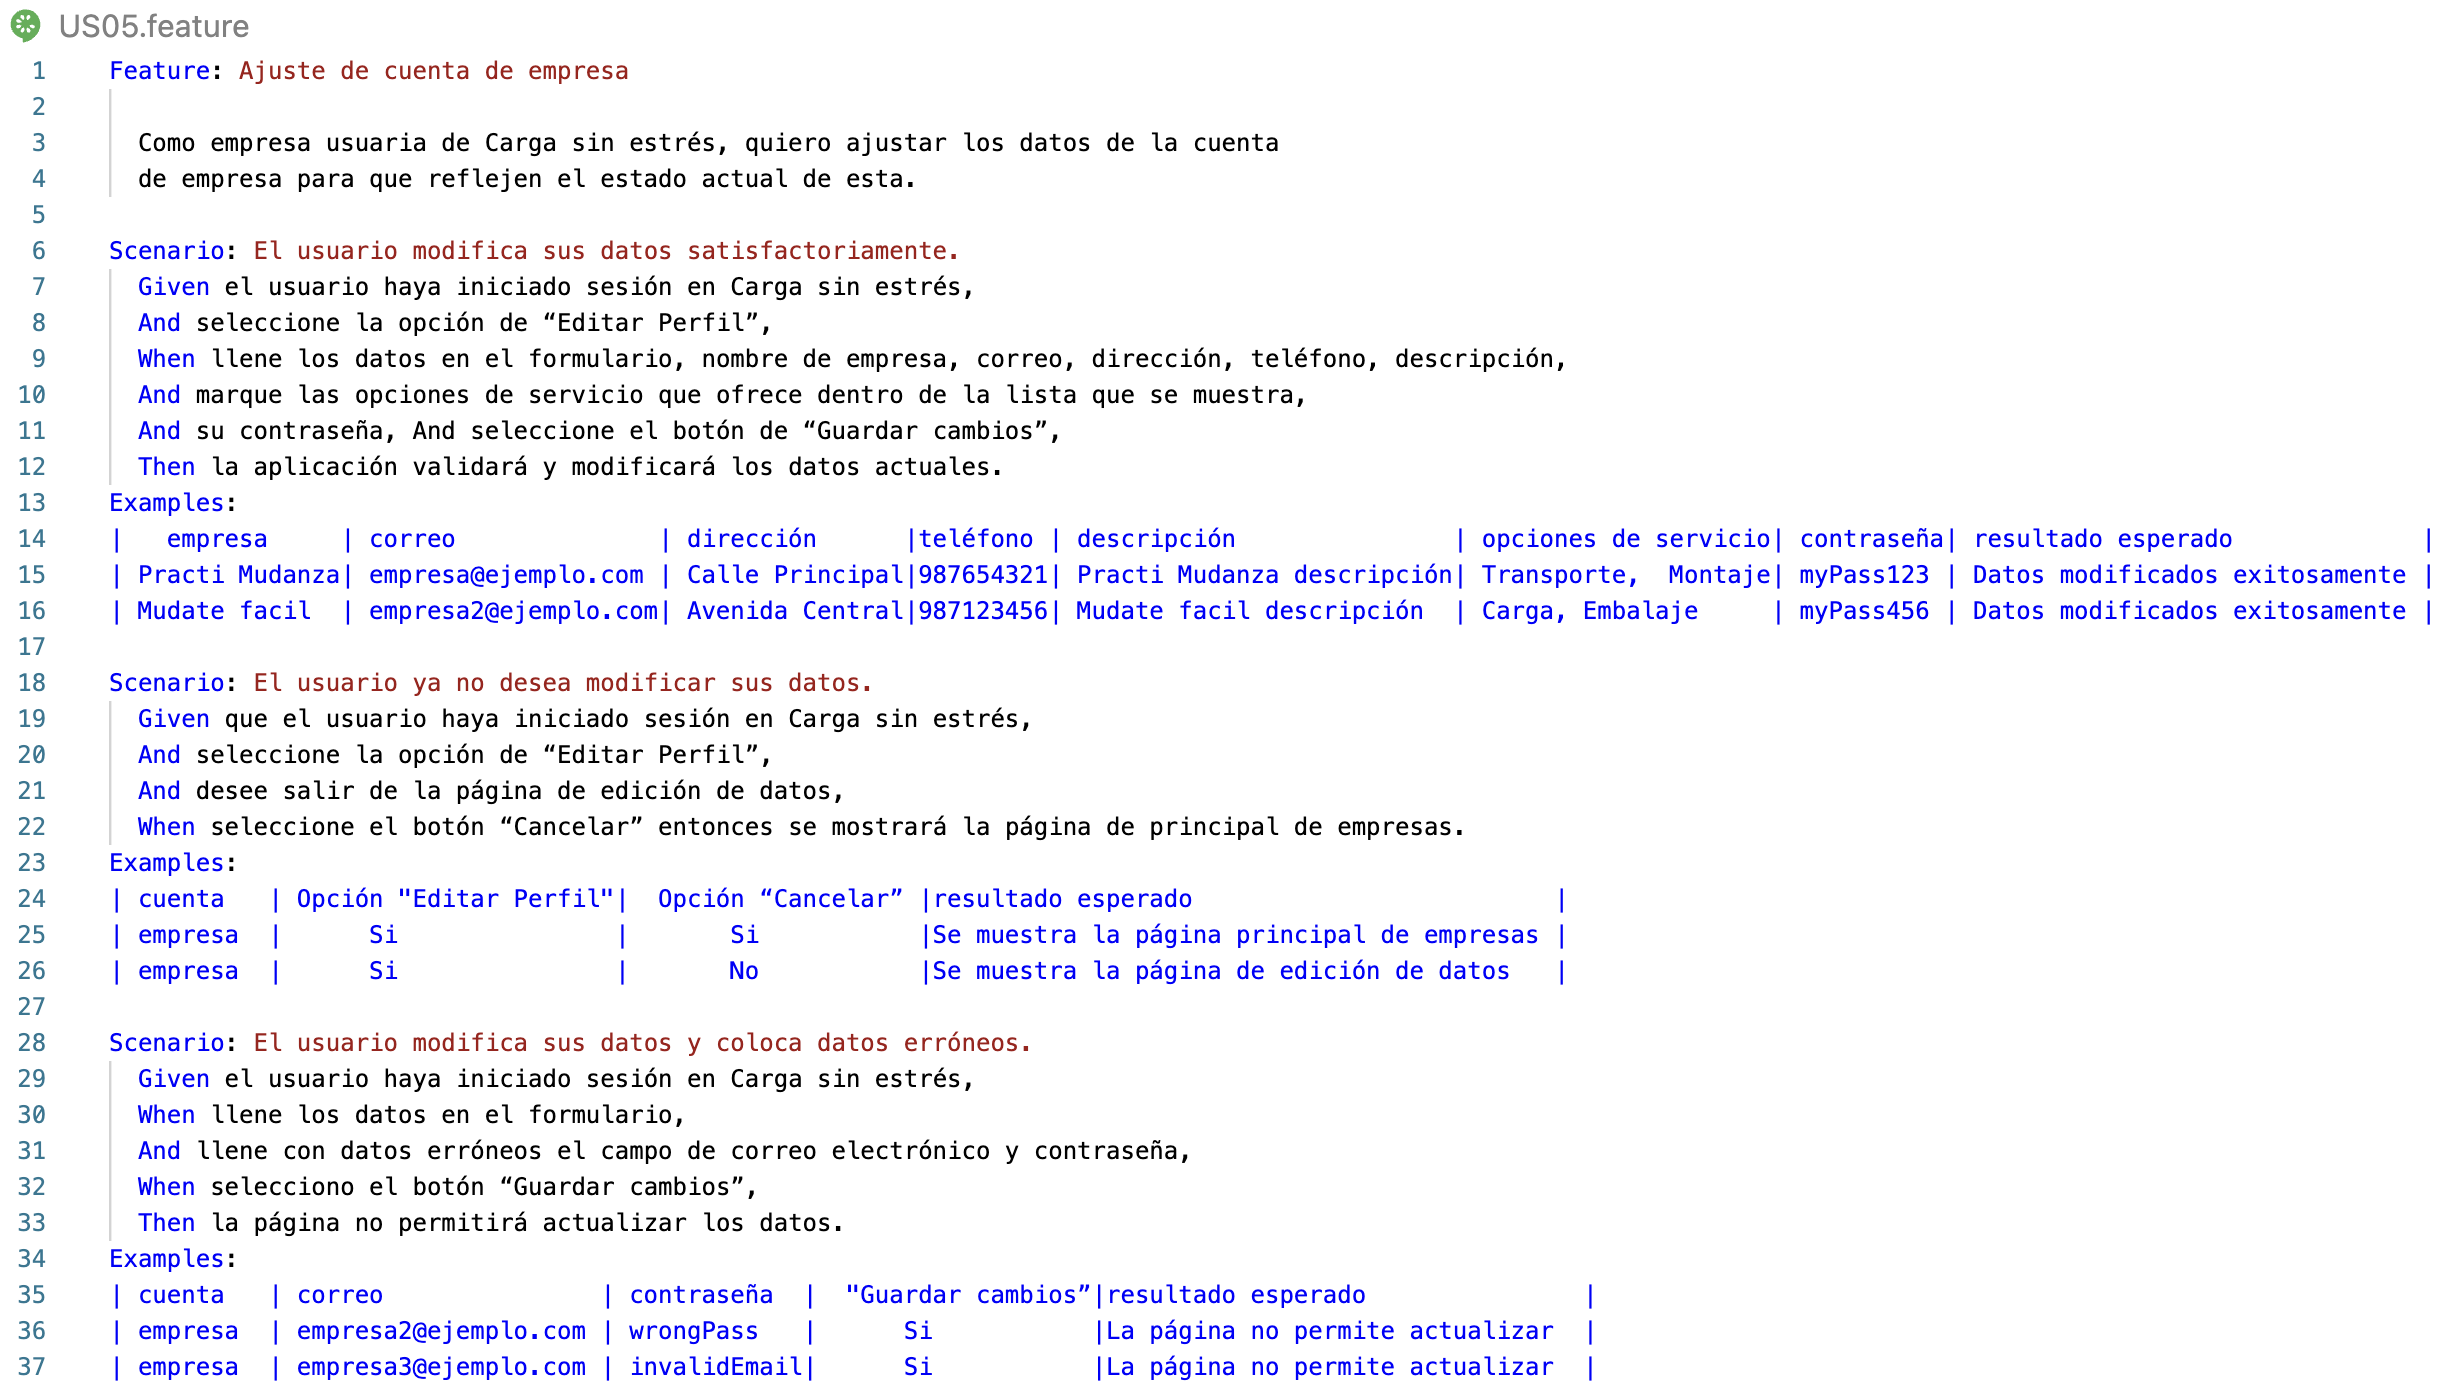 US05.feature
1 Feature: Ajuste de cuenta de empresa
2
3 Como empresa usuaria de Carga sin estrés, quiero ajustar los datos de la cuenta
4 de empresa para que reflejen el estado actual de esta.
5
6 Scenario: El usuario modifica sus datos satisfactoriamente.
7 Given el usuario haya iniciado sesión en Carga sin estrés,
8 And seleccione la opción de “Editar Perfil”,
9 When llene los datos en el formulario, nombre de empresa, correo, dirección, teléfono, descripción,
10 And marque las opciones de servicio que ofrece dentro de la lista que se muestra,
11 And su contraseña, And seleccione el botón de “Guardar cambios”,
12 Then la aplicación validará y modificará los datos actuales.
13 Examples:
14 | empresa | correo | dirección |teléfono | descripción | opciones de servicio| contraseña| resultado esperado |
15 | Practi Mudanza| empresa@ejemplo.com | Calle Principal|987654321| Practi Mudanza descripción| Transporte, Montaje| myPass123 | Datos modificados exitosamente |
16 | Mudate facil | empresa2@ejemplo.com| Avenida Central|987123456| Mudate facil descripción | Carga, Embalaje | myPass456 | Datos modificados exitosamente |
17
18 Scenario: El usuario ya no desea modificar sus datos.
19 Given que el usuario haya iniciado sesión en Carga sin estrés,
20 And seleccione la opción de “Editar Perfil”,
21 And desee salir de la página de edición de datos,
22 When seleccione el botón “Cancelar” entonces se mostrará la página de principal de empresas.
23 Examples:
24 | cuenta | Opción "Editar Perfil"| Opción “Cancelar” |resultado esperado |
25 | empresa | Si | Si |Se muestra la página principal de empresas |
26 | empresa | Si | No |Se muestra la página de edición de datos |
27
28 Scenario: El usuario modifica sus datos y coloca datos erróneos.
29 Given el usuario haya iniciado sesión en Carga sin estrés,
30 When llene los datos en el formulario,
31 And llene con datos erróneos el campo de correo electrónico y contraseña,
32 When selecciono el botón “Guardar cambios”,
33 Then la página no permitirá actualizar los datos.
34 Examples:
35 | cuenta | correo | contraseña | "Guardar cambios”|resultado esperado |
36 | empresa | empresa2@ejemplo.com | wrongPass | Si |La página no permite actualizar |
37 | empresa | empresa3@ejemplo.com | invalidEmail| Si |La página no permite actualizar |